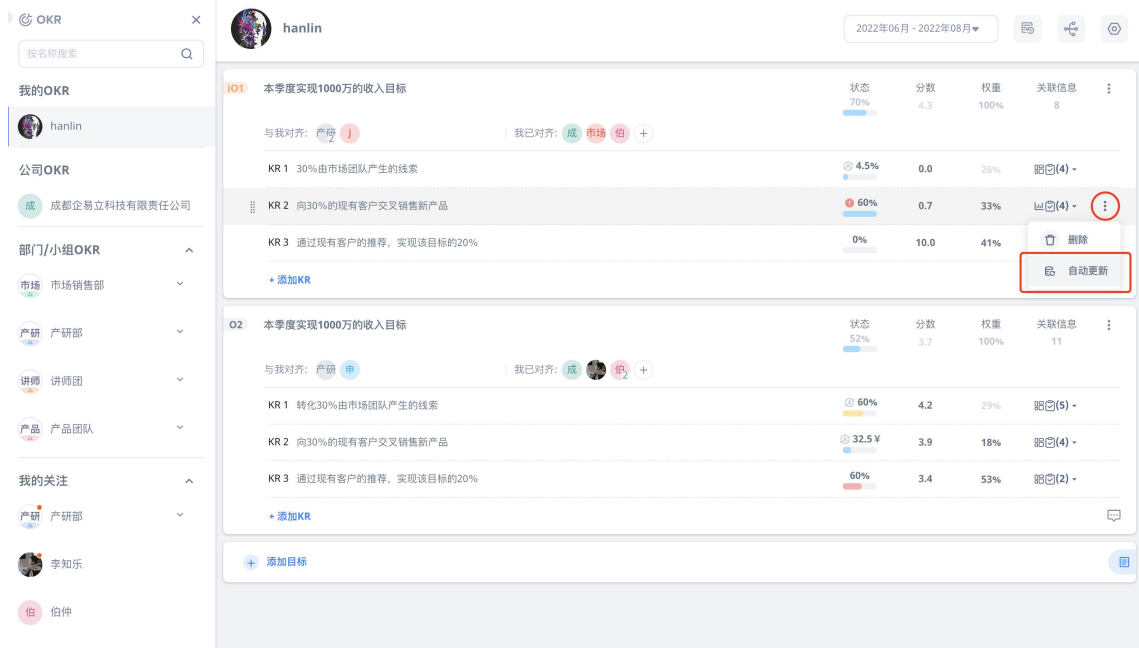 OKR
按名称搜索
我的OKR
hanlin
公司OKR
成 成都企易立科技有限责任公司
部门/小组OKR
市场 市场销售部
产研 产研部
讲师 讲师团
产品 产品团队
我的关注
产研 产研部
李知乐
伯 伯仲
hanlin
2022年06月 - 2022年08月
iO1 本季度实现1000万的收入目标 状态 分数 权重 关联信息
70% 4.3 100% 8
与我对齐: 产研 2 J 我已对齐: 成 市场 伯 +
KR 1 30%由市场团队产生的线索 4.5% 0.0 26% (4)
KR 2 向30%的现有客户交叉销售新产品 60% 0.7 33% (4)
KR 3 通过现有客户的推荐，实现该目标的20% 0% 10.0 41%
删除
自动更新
+ 添加KR
O2 本季度实现1000万的收入目标 状态 分数 权重 关联信息
52% 3.7 100% 11
与我对齐: 产研 申 我已对齐: 成 伯 2 +
KR 1 转化30%由市场团队产生的线索 60% 4.2 29% (5)
KR 2 向30%的现有客户交叉销售新产品 32.5 ¥ 3.9 18% (4)
KR 3 通过现有客户的推荐，实现该目标的20% 60% 3.4 53% (2)
+ 添加KR
+ 添加目标